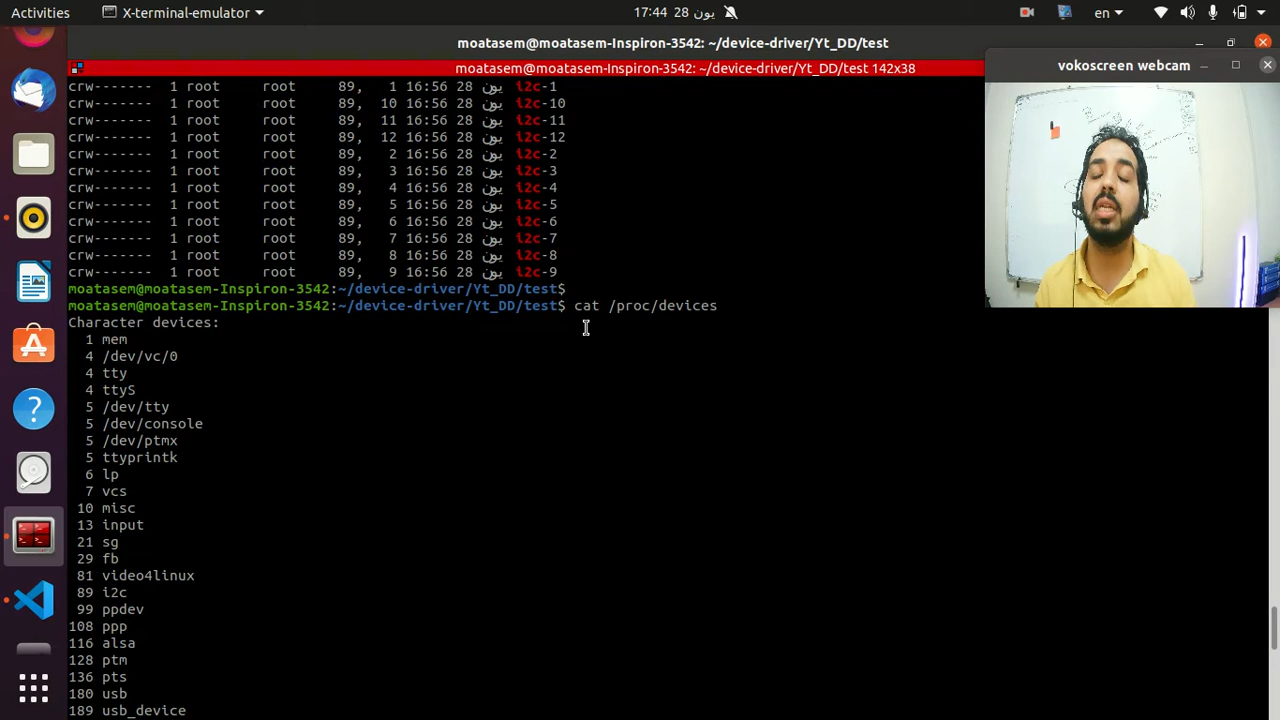 Activities X-terminal-emulator 17:44 28 يون en
moatasem@moatasem-Inspiron-3542: ~/device-driver/Yt_DD/test
moatasem@moatasem-Inspiron-3542: ~/device-driver/Yt_DD/test 142x38
vokoscreen webcam
crw------- 1 root root 89, 1 16:56 28 يون i2c-1
crw------- 1 root root 89, 10 16:56 28 يون i2c-10
crw------- 1 root root 89, 11 16:56 28 يون i2c-11
crw------- 1 root root 89, 12 16:56 28 يون i2c-12
crw------- 1 root root 89, 2 16:56 28 يون i2c-2
crw------- 1 root root 89, 3 16:56 28 يون i2c-3
crw------- 1 root root 89, 4 16:56 28 يون i2c-4
crw------- 1 root root 89, 5 16:56 28 يون i2c-5
crw------- 1 root root 89, 6 16:56 28 يون i2c-6
crw------- 1 root root 89, 7 16:56 28 يون i2c-7
crw------- 1 root root 89, 8 16:56 28 يون i2c-8
crw------- 1 root root 89, 9 16:56 28 يون i2c-9
moatasem@moatasem-Inspiron-3542:~/device-driver/Yt_DD/test$
moatasem@moatasem-Inspiron-3542:~/device-driver/Yt_DD/test$ cat /proc/devices
Character devices:
1 mem
4 /dev/vc/0
4 tty
4 ttyS
5 /dev/tty
5 /dev/console
5 /dev/ptmx
5 ttyprintk
6 lp
7 vcs
10 misc
13 input
21 sg
29 fb
81 video4linux
89 i2c
99 ppdev
108 ppp
116 alsa
128 ptm
136 pts
180 usb
189 usb_device